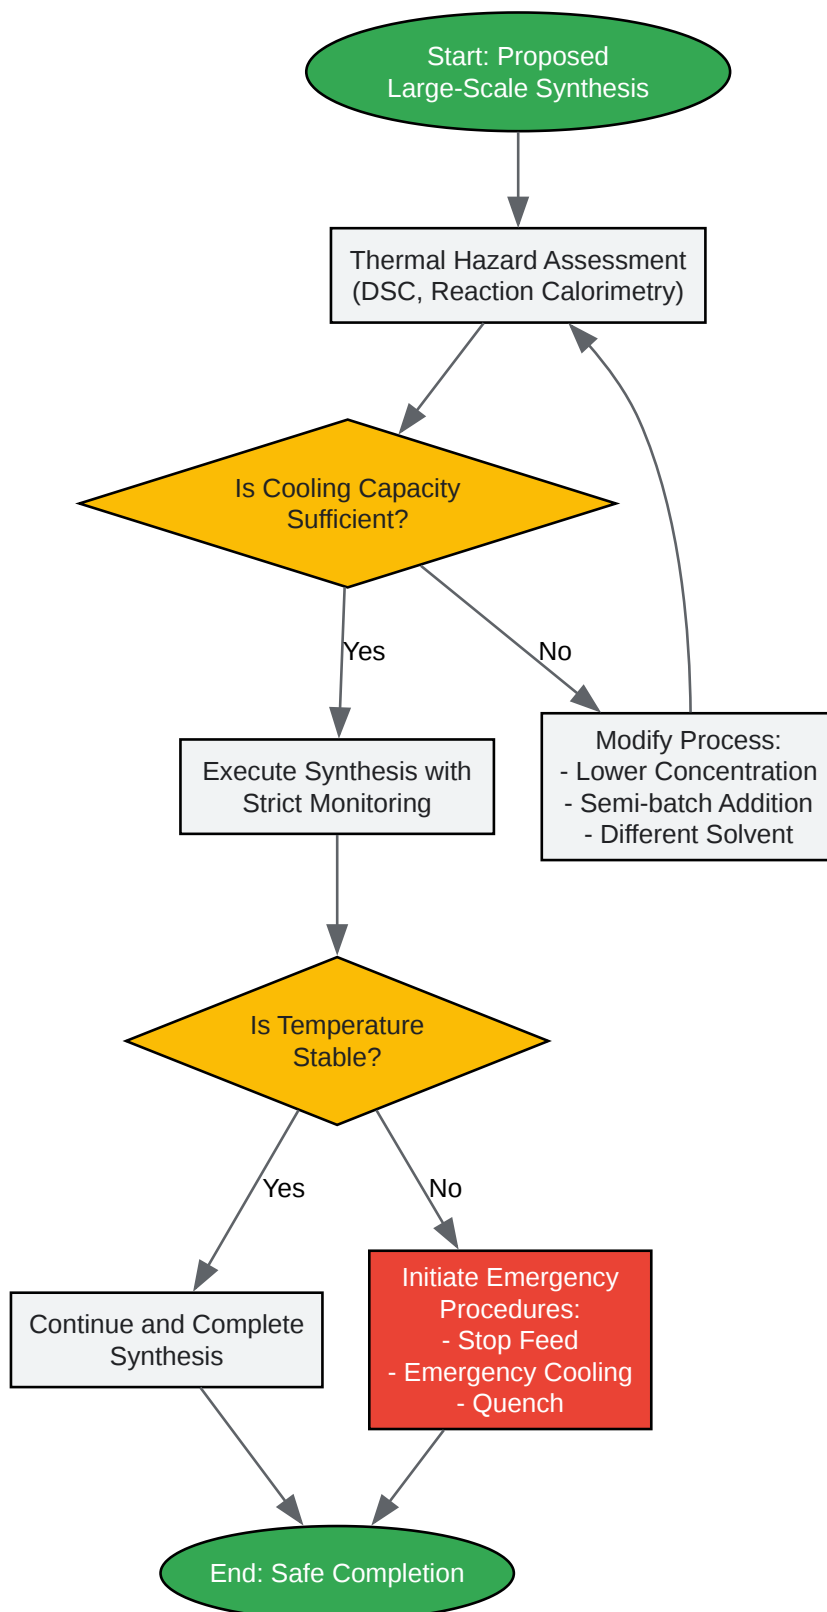 Start: Proposed
Large-Scale Synthesis
Thermal Hazard Assessment
(DSC, Reaction Calorimetry)
Is Cooling Capacity
Sufficient?
Yes
No
Execute Synthesis with
Strict Monitoring
Modify Process:
- Lower Concentration
- Semi-batch Addition
- Different Solvent
Is Temperature
Stable?
Yes
No
Continue and Complete
Synthesis
Initiate Emergency
Procedures:
- Stop Feed
- Emergency Cooling
- Quench
End: Safe Completion